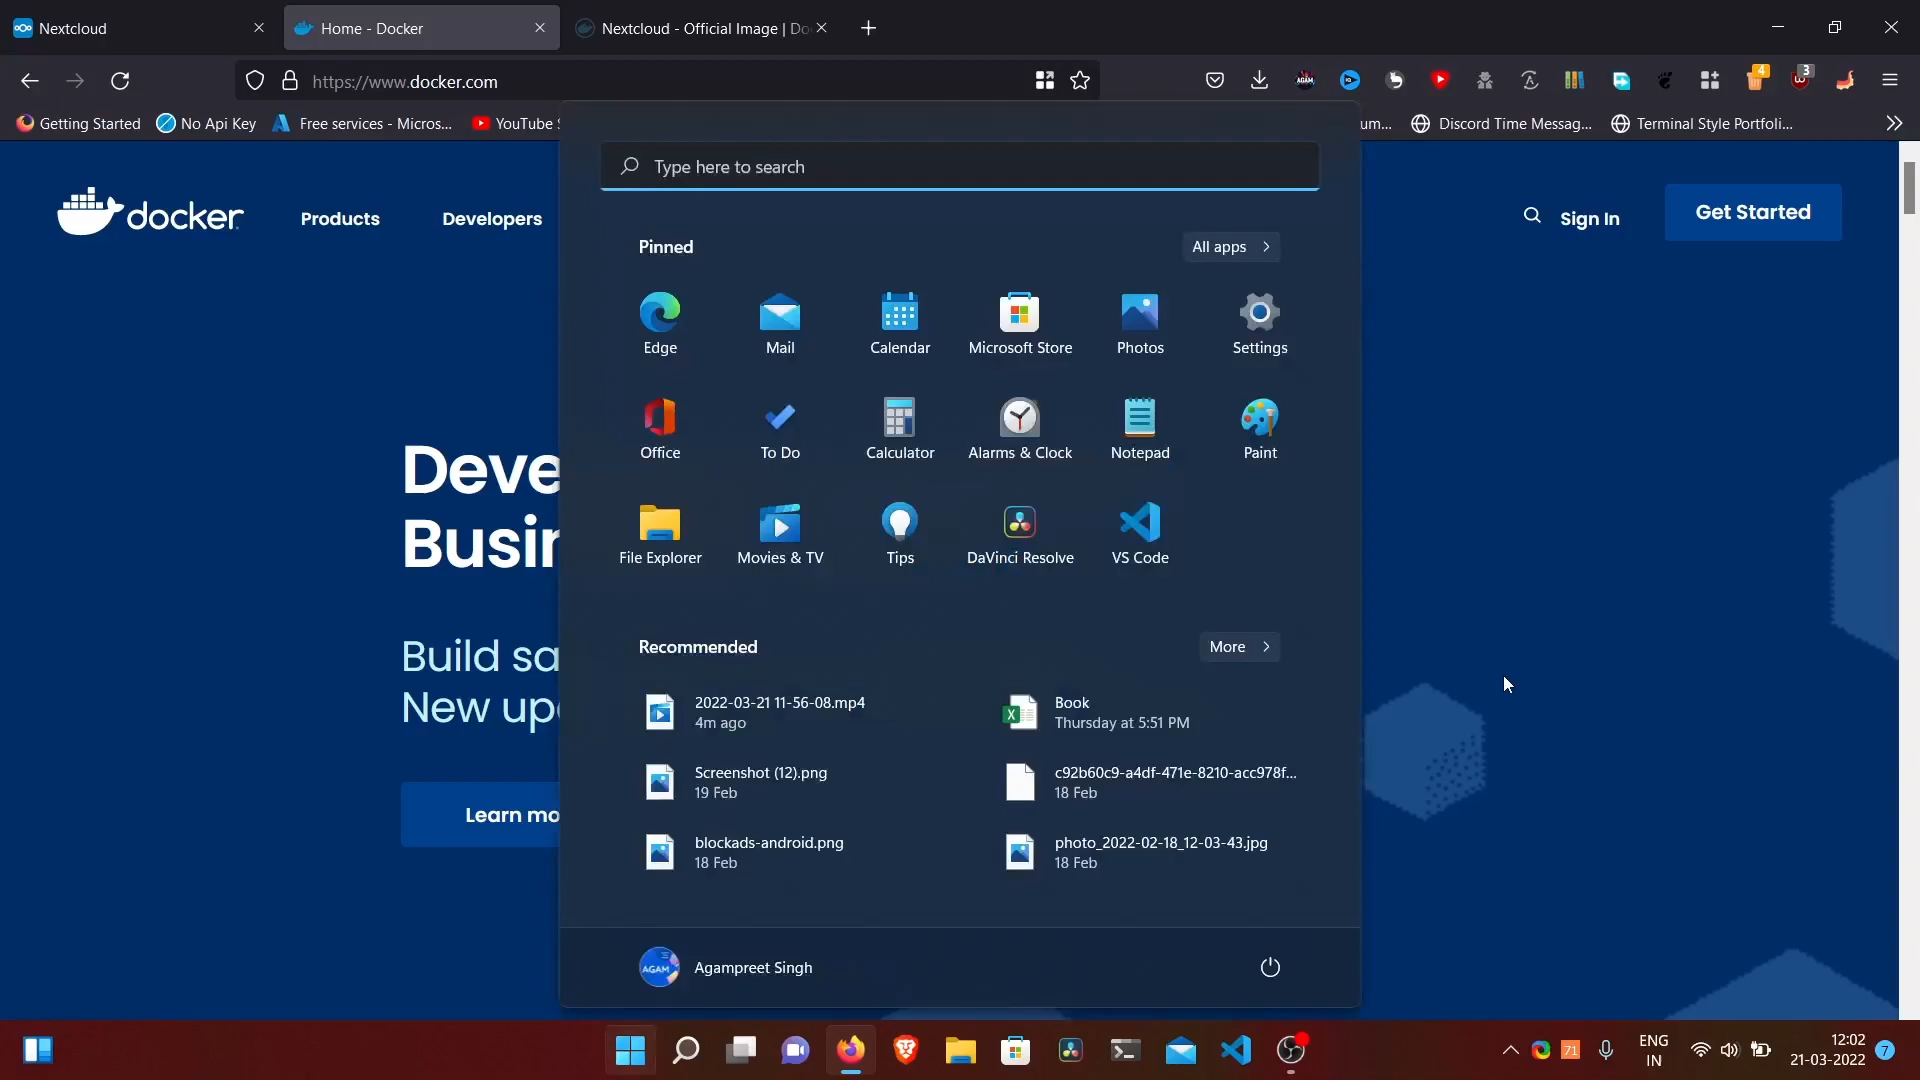 Nextcloud
Home - Docker
Nextcloud - Official Image | Do
https://www.docker.com
4
3
Getting Started
No Api Key
Free services - Micros...
YouTube
um...
Discord Time Messag...
Terminal Style Portfoli...
Type here to search
docker
Products
Developers
Sign In
Get Started
Pinned
All apps
Edge
Mail
Calendar
Microsoft Store
Photos
Settings
Office
To Do
Calculator
Alarms & Clock
Notepad
Paint
File Explorer
Movies & TV
Tips
DaVinci Resolve
VS Code
Deve
Busin
Build sa
New up
Learn mo
Recommended
More
2022-03-21 11-56-08.mp4
4m ago
Book
Thursday at 5:51 PM
Screenshot (12).png
19 Feb
c92b60c9-a4df-471e-8210-acc978f...
18 Feb
blockads-android.png
18 Feb
photo_2022-02-18_12-03-43.jpg
18 Feb
AGAM
Agampreet Singh
71
ENG
IN
12:02
21-03-2022
7